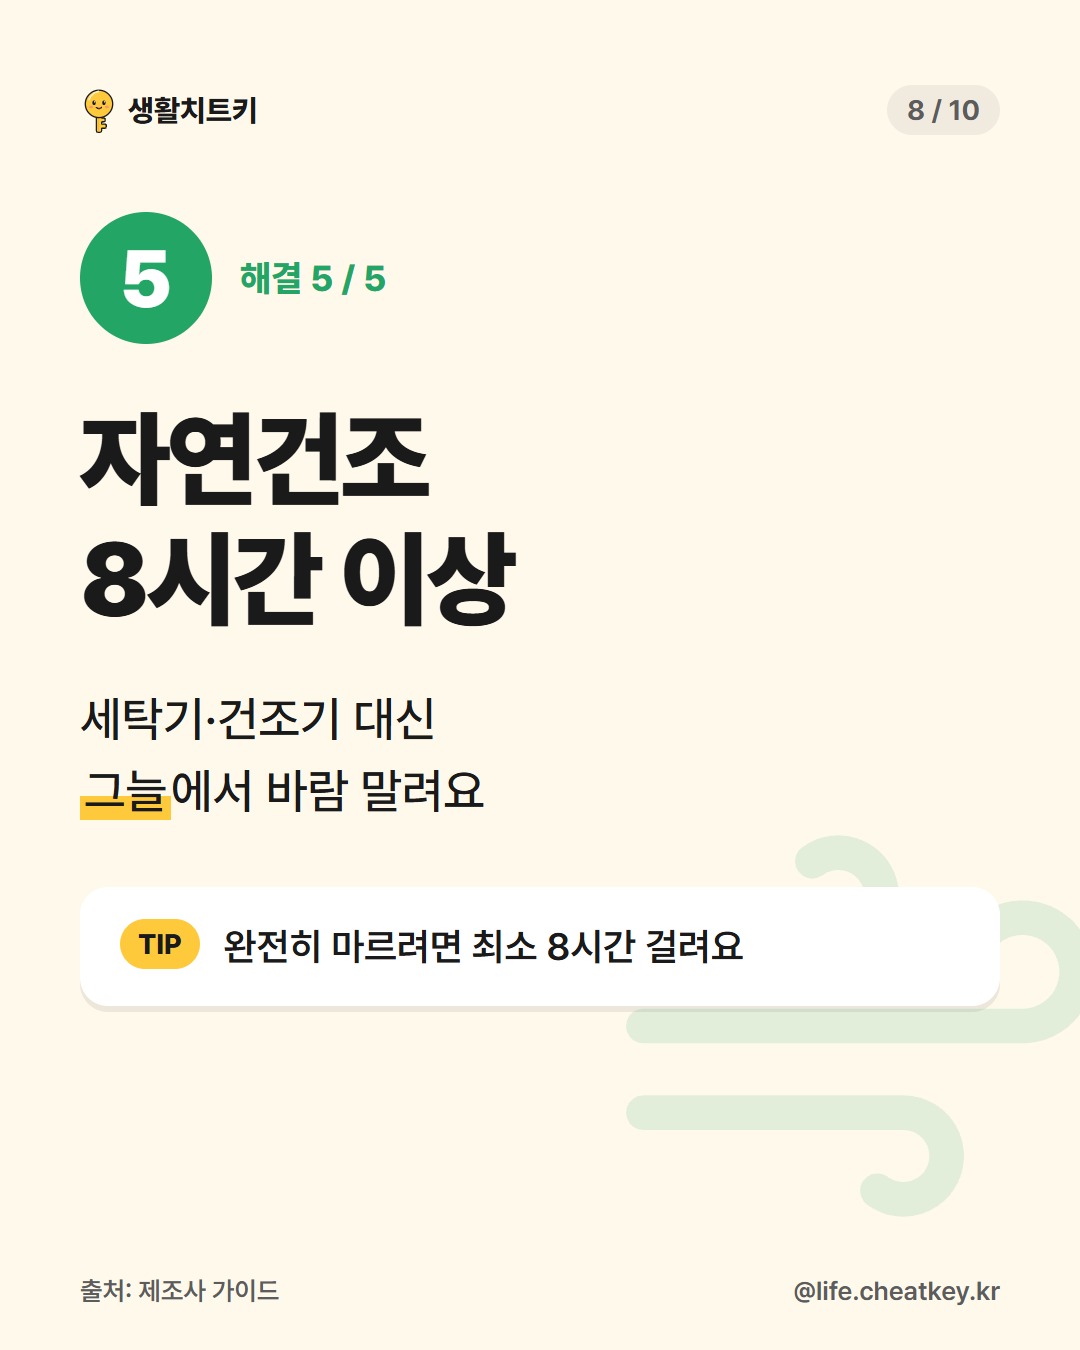 생활치트키
8 / 10
5
해결 5 / 5
자연건조
8시간 이상
세탁기·건조기 대신
그늘에서 바람 말려요
TIP 완전히 마르려면 최소 8시간 걸려요
출처: 제조사 가이드
@life.cheatkey.kr